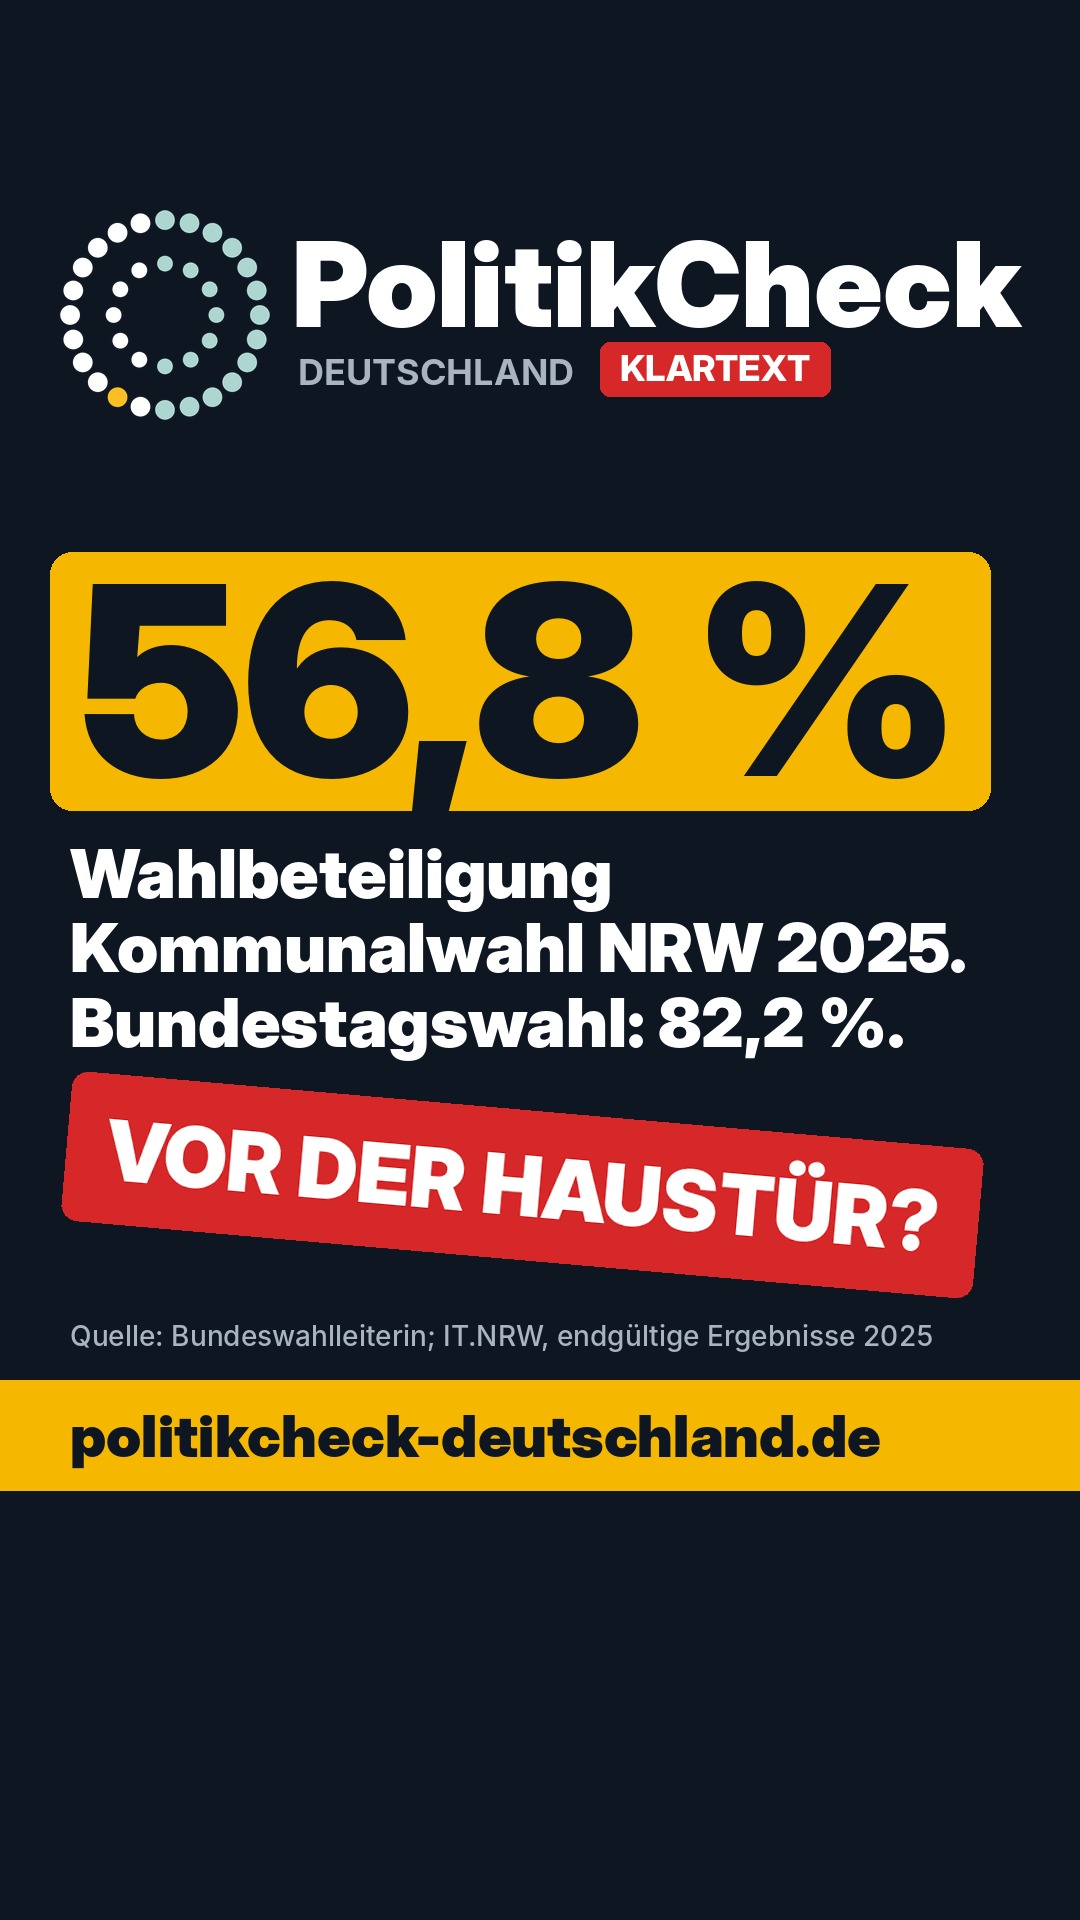 PolitikCheck
DEUTSCHLAND KLARTEXT
56,8 %
Wahlbeteiligung
Kommunalwahl NRW 2025.
Bundestagswahl: 82,2 %.
VOR DER HAUSTÜR?
Quelle: Bundeswahlleiterin; IT.NRW, endgültige Ergebnisse 2025
politikcheck-deutschland.de